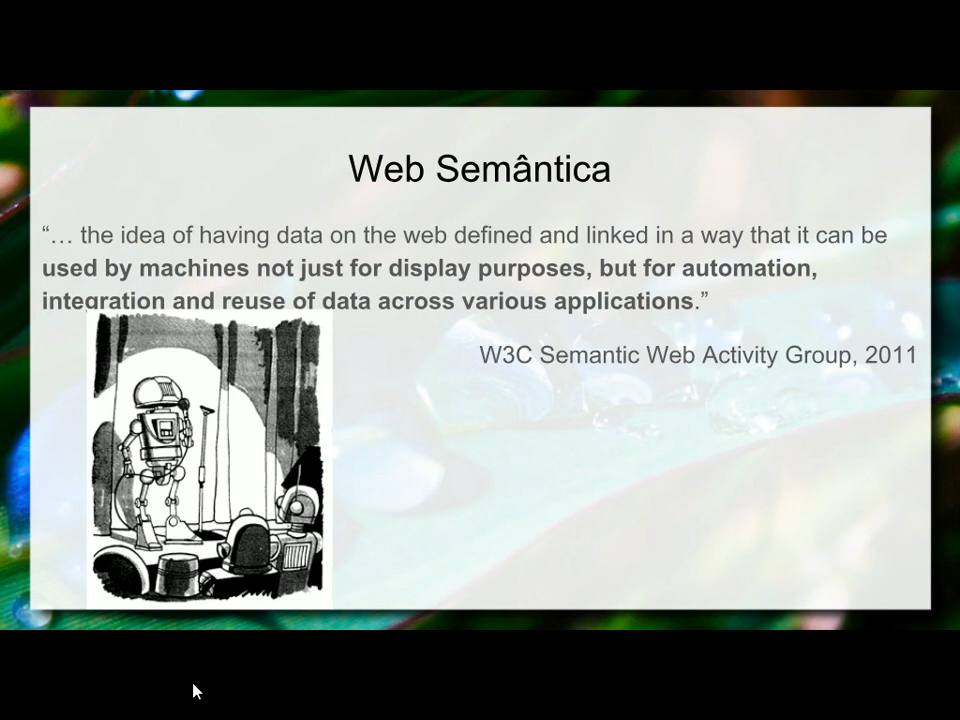 Web Semântica
“… the idea of having data on the web defined and linked in a way that it can be
used by machines not just for display purposes, but for automation,
integration and reuse of data across various applications.”
W3C Semantic Web Activity Group, 2011